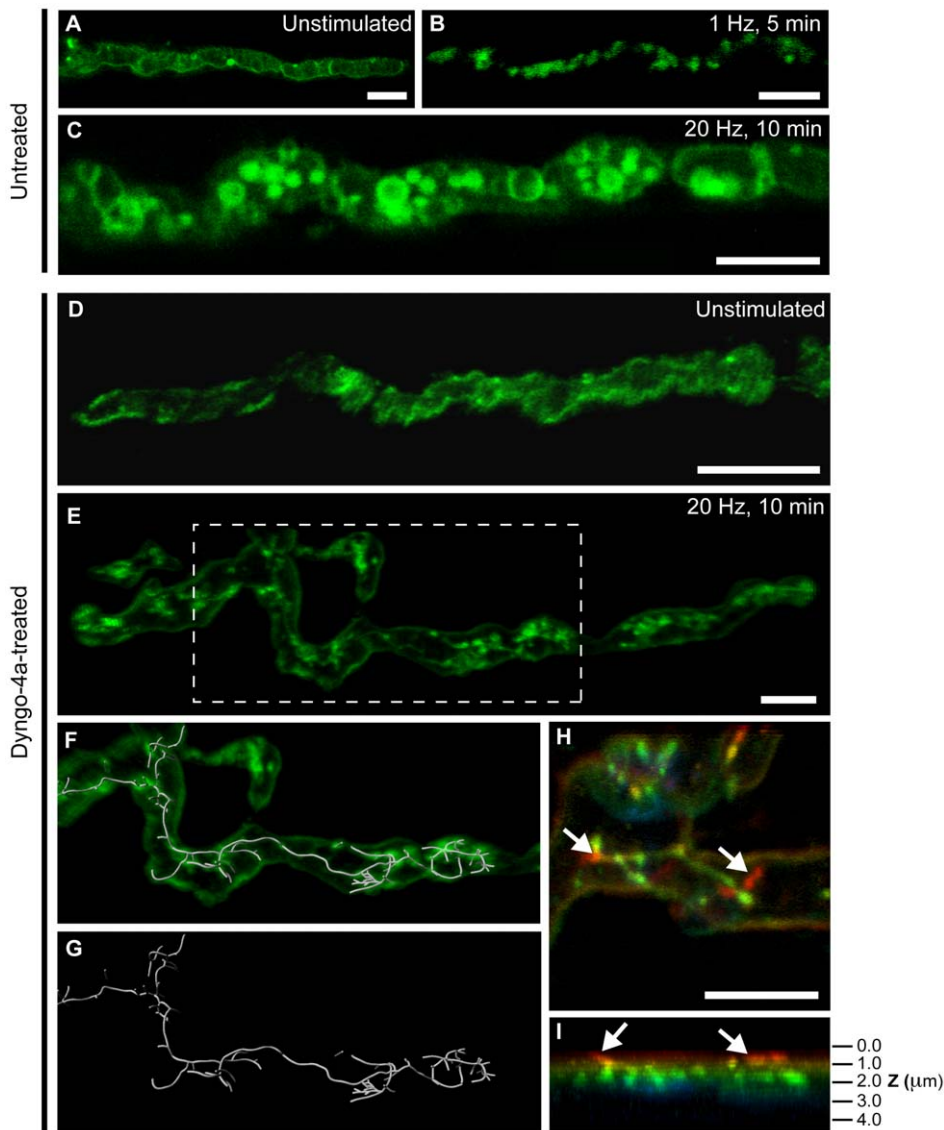 Untreated
A
Unstimulated
B
1 Hz, 5 min
C
20 Hz, 10 min
Dyngo-4a-treated
D
Unstimulated
E
20 Hz, 10 min
F
G
H
I
0.0
1.0
2.0 Z (μm)
3.0
4.0